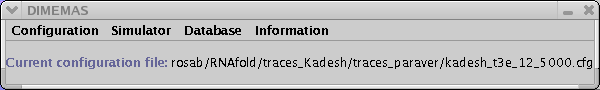 DIMEMAS
Configuration Simulator Database Information
Current configuration file: rosab/RNAfold/traces_Kadesh/traces_paraver/kadesh_t3e_12_5000.cfg